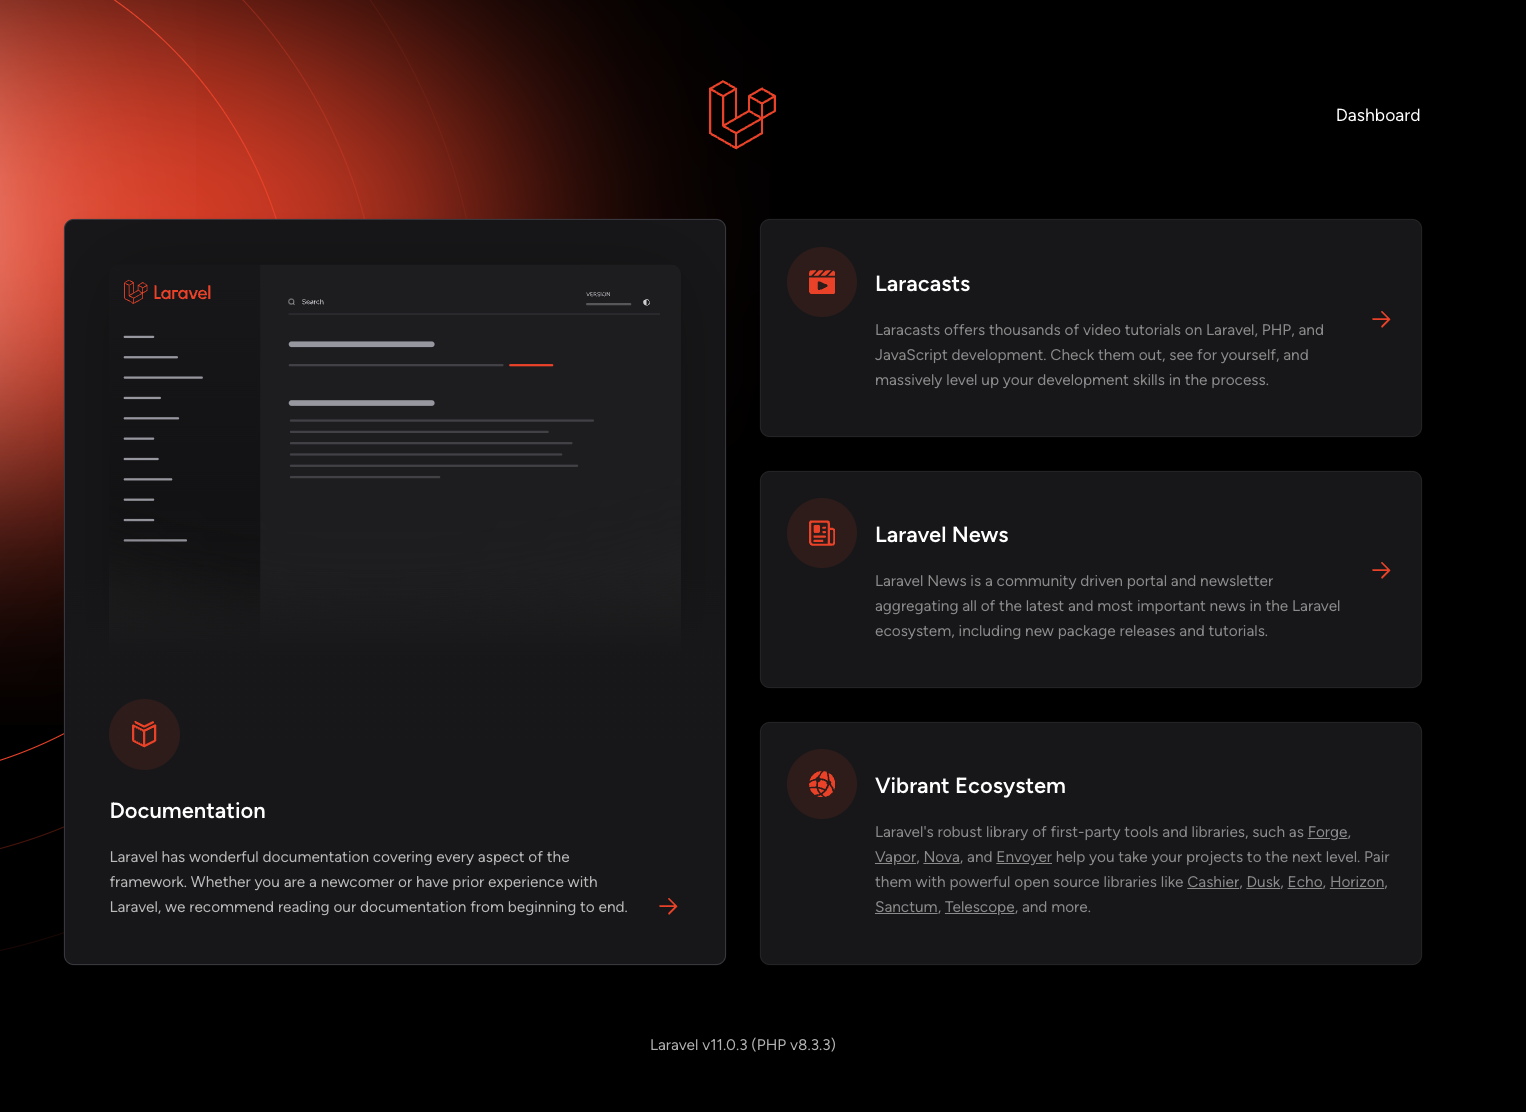 Dashboard
Laravel
Search
VERSION
Documentation
Laravel has wonderful documentation covering every aspect of the
framework. Whether you are a newcomer or have prior experience with
Laravel, we recommend reading our documentation from beginning to end.
Laracasts
Laracasts offers thousands of video tutorials on Laravel, PHP, and
JavaScript development. Check them out, see for yourself, and
massively level up your development skills in the process.
Laravel News
Laravel News is a community driven portal and newsletter
aggregating all of the latest and most important news in the Laravel
ecosystem, including new package releases and tutorials.
Vibrant Ecosystem
Laravel's robust library of first-party tools and libraries, such as Forge,
Vapor, Nova, and Envoyer help you take your projects to the next level. Pair
them with powerful open source libraries like Cashier, Dusk, Echo, Horizon,
Sanctum, Telescope, and more.
Laravel v11.0.3 (PHP v8.3.3)